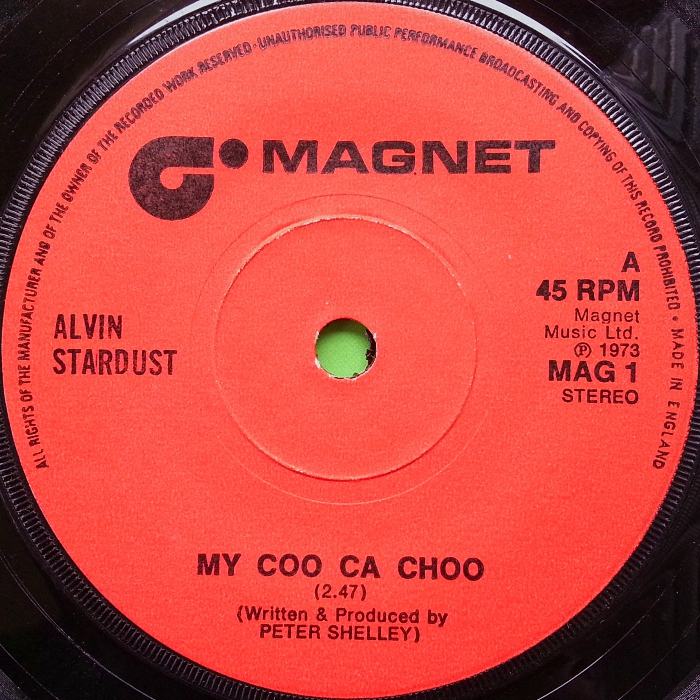 ALL RIGHTS OF THE MANUFACTURER AND OF THE OWNER OF THE RECORDED WORK RESERVED · UNAUTHORISED PUBLIC PERFORMANCE BROADCASTING AND COPYING OF THIS RECORD PROHIBITED • MADE IN ENGLAND
MAGNET
A
45 RPM
Magnet
Music Ltd.
℗ 1973
MAG 1
STEREO
ALVIN
STARDUST
MY COO CA CHOO
(2.47)
(Written & Produced by
PETER SHELLEY)